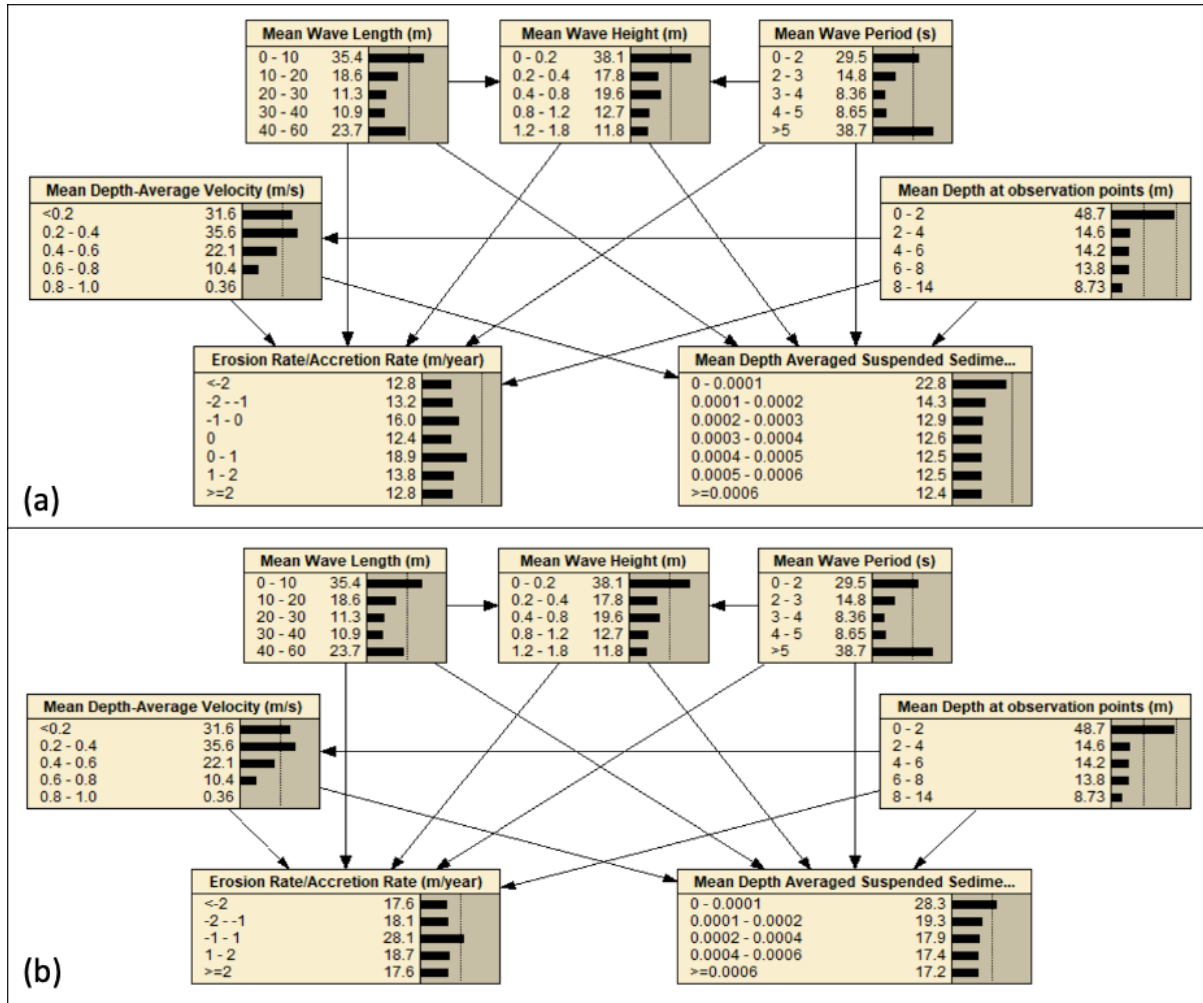 Mean Wave Length (m)
0 - 10 35.4
10 - 20 18.6
20 - 30 11.3
30 - 40 10.9
40 - 60 23.7
Mean Wave Height (m)
0 - 0.2 38.1
0.2 - 0.4 17.8
0.4 - 0.8 19.6
0.8 - 1.2 12.7
1.2 - 1.8 11.8
Mean Wave Period (s)
0 - 2 29.5
2 - 3 14.8
3 - 4 8.36
4 - 5 8.65
>5 38.7
Mean Depth-Average Velocity (m/s)
<0.2 31.6
0.2 - 0.4 35.6
0.4 - 0.6 22.1
0.6 - 0.8 10.4
0.8 - 1.0 0.36
Mean Depth at observation points (m)
0 - 2 48.7
2 - 4 14.6
4 - 6 14.2
6 - 8 13.8
8 - 14 8.73
Erosion Rate/Accretion Rate (m/year)
<-2 12.8
-2 - -1 13.2
-1 - 0 16.0
0 12.4
0 - 1 18.9
1 - 2 13.8
>=2 12.8
Mean Depth Averaged Suspended Sedime...
0 - 0.0001 22.8
0.0001 - 0.0002 14.3
0.0002 - 0.0003 12.9
0.0003 - 0.0004 12.6
0.0004 - 0.0005 12.5
0.0005 - 0.0006 12.5
>=0.0006 12.4
(a)
Mean Wave Length (m)
0 - 10 35.4
10 - 20 18.6
20 - 30 11.3
30 - 40 10.9
40 - 60 23.7
Mean Wave Height (m)
0 - 0.2 38.1
0.2 - 0.4 17.8
0.4 - 0.8 19.6
0.8 - 1.2 12.7
1.2 - 1.8 11.8
Mean Wave Period (s)
0 - 2 29.5
2 - 3 14.8
3 - 4 8.36
4 - 5 8.65
>5 38.7
Mean Depth-Average Velocity (m/s)
<0.2 31.6
0.2 - 0.4 35.6
0.4 - 0.6 22.1
0.6 - 0.8 10.4
0.8 - 1.0 0.36
Mean Depth at observation points (m)
0 - 2 48.7
2 - 4 14.6
4 - 6 14.2
6 - 8 13.8
8 - 14 8.73
Erosion Rate/Accretion Rate (m/year)
<-2 17.6
-2 - -1 18.1
-1 - 1 28.1
1 - 2 18.7
>=2 17.6
Mean Depth Averaged Suspended Sedime...
0 - 0.0001 28.3
0.0001 - 0.0002 19.3
0.0002 - 0.0004 17.9
0.0004 - 0.0006 17.4
>=0.0006 17.2
(b)